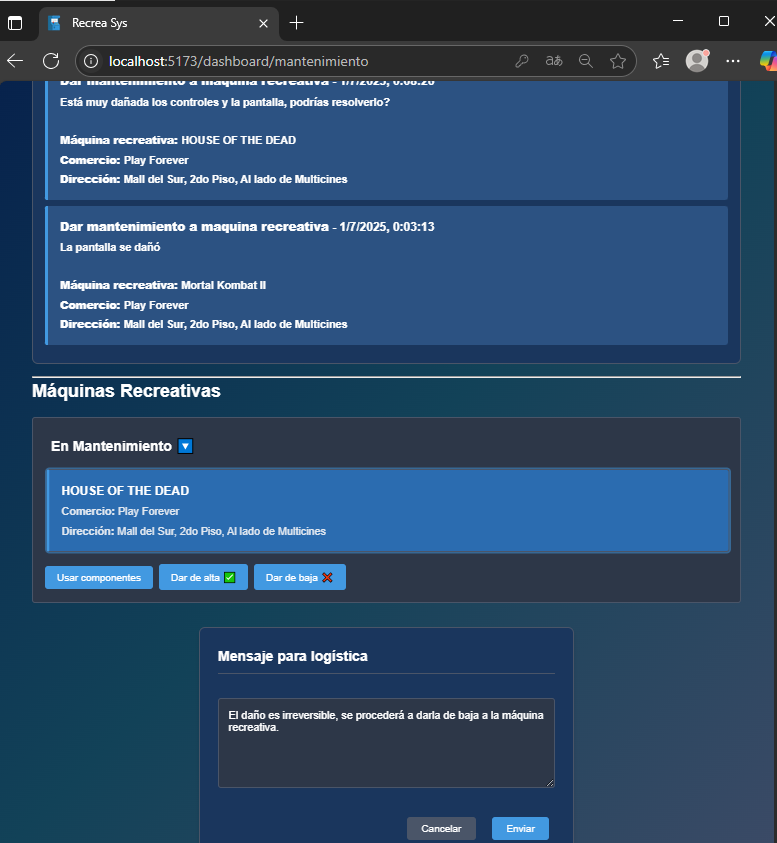 Recrea Sys
localhost:5173/dashboard/mantenimiento
Dar mantenimiento a maquina recreativa - 1/7/2025, 0:08:26
Está muy dañada los controles y la pantalla, podrías resolverlo?
Máquina recreativa: HOUSE OF THE DEAD
Comercio: Play Forever
Dirección: Mall del Sur, 2do Piso, Al lado de Multicines
Dar mantenimiento a maquina recreativa - 1/7/2025, 0:03:13
La pantalla se dañó
Máquina recreativa: Mortal Kombat II
Comercio: Play Forever
Dirección: Mall del Sur, 2do Piso, Al lado de Multicines
Máquinas Recreativas
En Mantenimiento
HOUSE OF THE DEAD
Comercio: Play Forever
Dirección: Mall del Sur, 2do Piso, Al lado de Multicines
Usar componentes Dar de alta Dar de baja
Mensaje para logística
El daño es irreversible, se procederá a darla de baja a la máquina
recreativa.
Cancelar Enviar